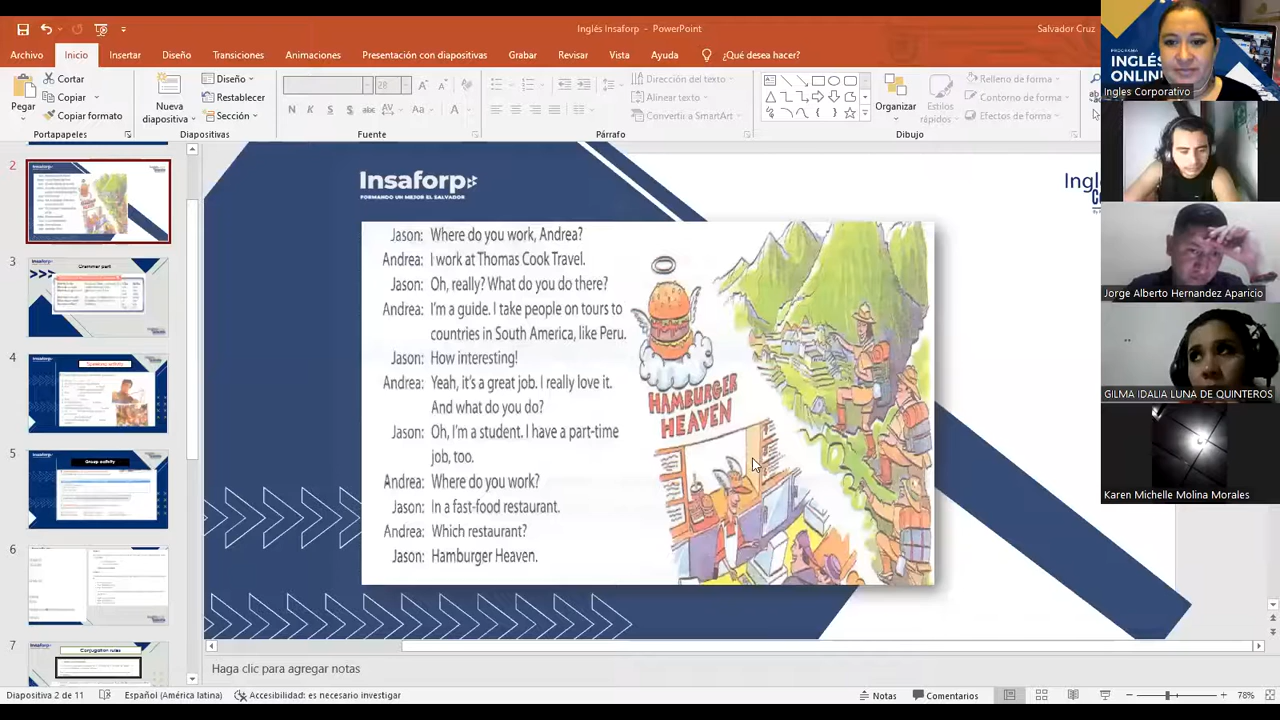 Inglés Insaforp - PowerPoint
Salvador Cruz
Archivo Inicio Insertar Diseño Transiciones Animaciones Presentación con diapositivas Grabar Revisar Vista Ayuda ¿Qué desea hacer?
Pegar
Cortar
Copiar
Copiar formato
Portapapeles
Nueva
diapositiva
Diseño
Restablecer
Sección
Diapositivas
28
N K S
Fuente
Dirección del texto
Alinear texto
Convertir a SmartArt
Párrafo
Organizar
Estilos
rápidos
Relleno de forma
Contorno de forma
Efectos de forma
Dibujo
2
3
4
5
6
7
Insaforp
Grammar part
Speaking activity
Group activity
Conjugation rules
Insaforp
FORMANDO UN MEJOR EL SALVADOR
Jason: Where do you work, Andrea?
Andrea: I work at Thomas Cook Travel.
Jason: Oh, really? What do you do there?
Andrea: I'm a guide. I take people on tours to
countries in South America, like Peru.
Jason: How interesting!
Andrea: Yeah, it's a great job. I really love it.
And what do you do?
Jason: Oh, I'm a student. I have a part-time
job, too.
Andrea: Where do you work?
Jason: In a fast-food restaurant.
Andrea: Which restaurant?
Jason: Hamburger Heaven.
HAMBURGER
HEAVEN
PROGRAMA
INGLÉS
ONLINE
Ingles Corporativo
Jorge Alberto Hernandez Aparicio
GILMA IDALIA LUNA DE QUINTEROS
Karen Michelle Molina Morales
Haga clic para agregar notas
Diapositiva 2 de 11 Español (América latina) Accesibilidad: es necesario investigar Notas Comentarios 78%